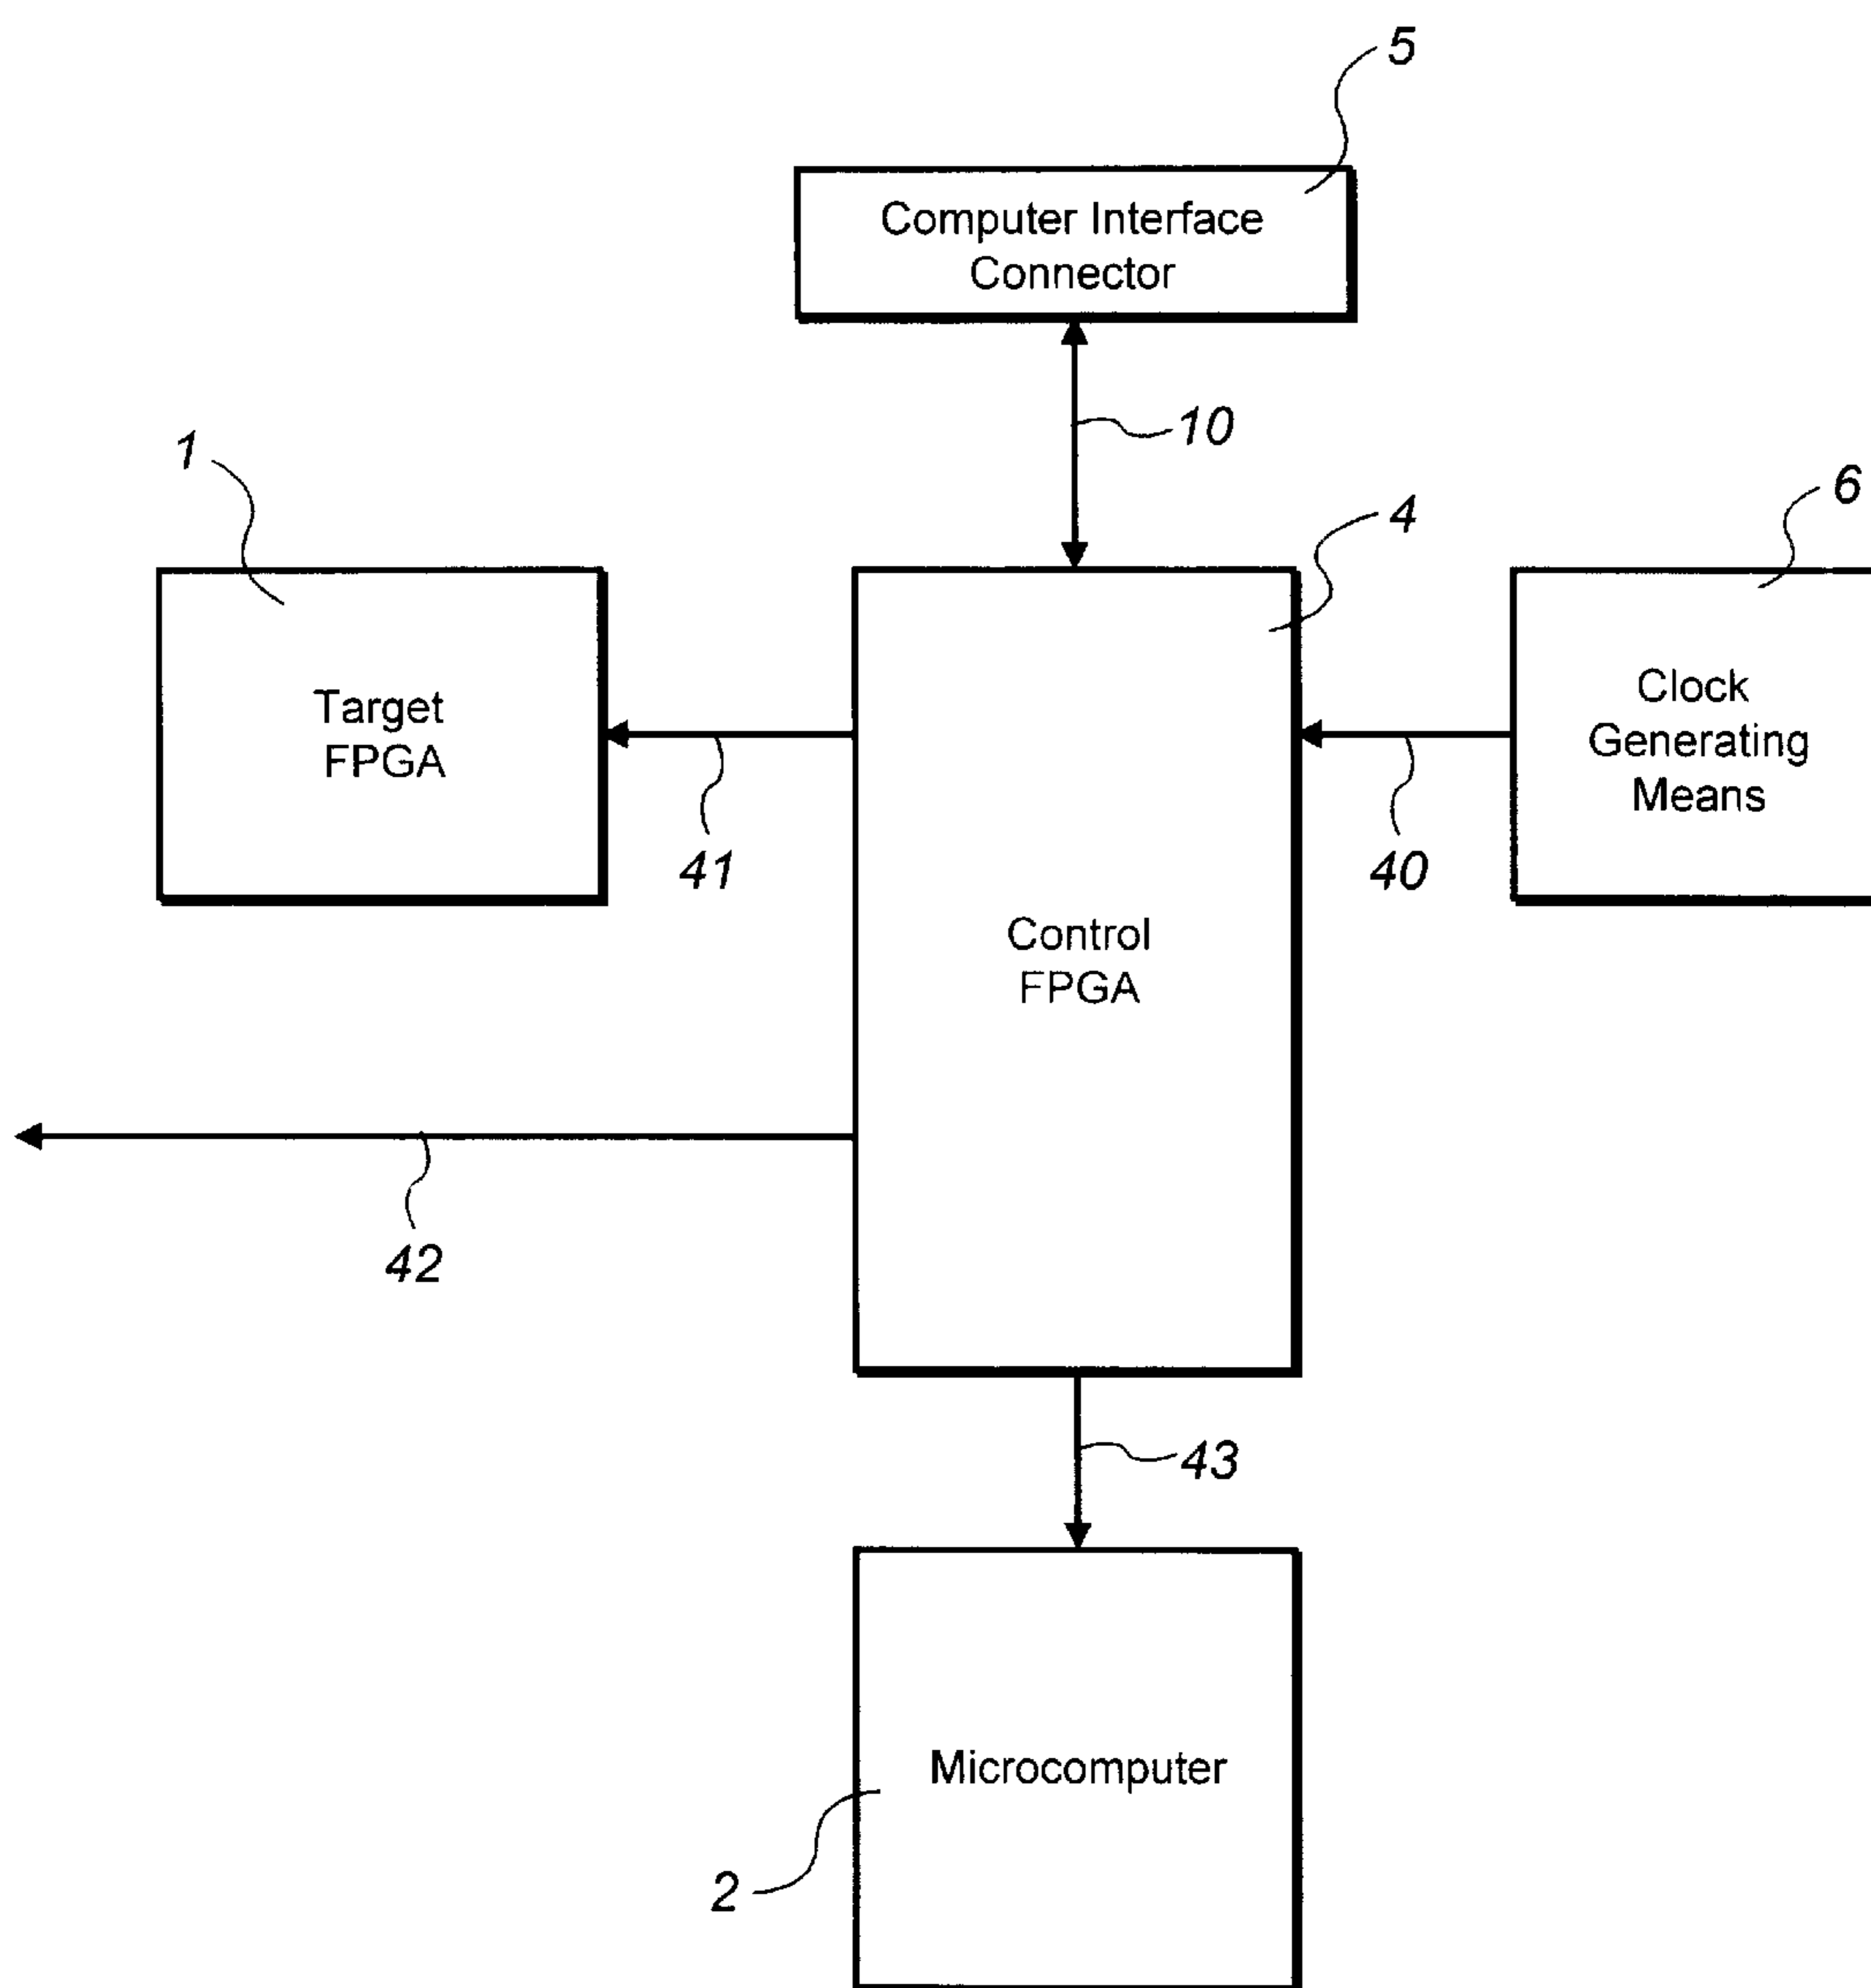 5
Computer Interface
Connector
10
1
4
6
Target
FPGA
Clock
Generating
Means
41
40
Control
FPGA
42
43
Microcomputer
2